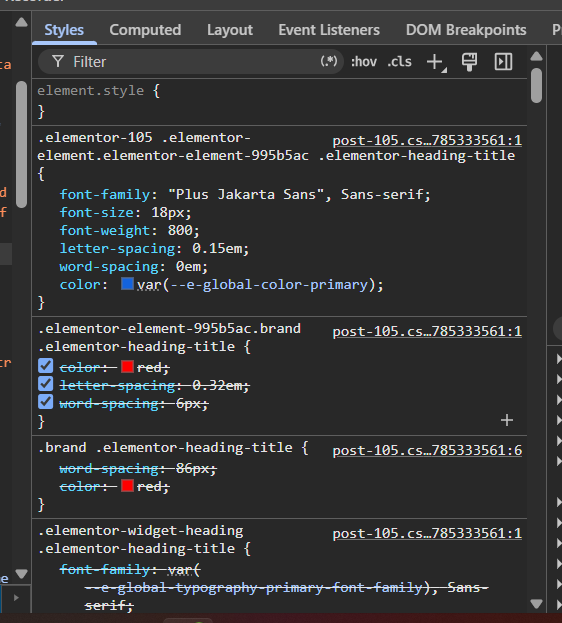 Styles Computed Layout Event Listeners DOM Breakpoints
Filter (.*) :hov .cls
element.style {
}
.elementor-105 .elementor- post-105.cs…785333561:1
element.elementor-element-995b5ac .elementor-heading-title
{
font-family: "Plus Jakarta Sans", Sans-serif;
font-size: 18px;
font-weight: 800;
letter-spacing: 0.15em;
word-spacing: 0em;
color: var(--e-global-color-primary);
}
.elementor-element-995b5ac.brand post-105.cs…785333561:1
.elementor-heading-title {
color: red;
letter-spacing: 0.32em;
word-spacing: 6px;
}
.brand .elementor-heading-title { post-105.cs…785333561:6
word-spacing: 86px;
color: red;
}
.elementor-widget-heading post-105.cs…785333561:1
.elementor-heading-title {
font-family: var(
--e-global-typography-primary-font-family), Sans-
serif;